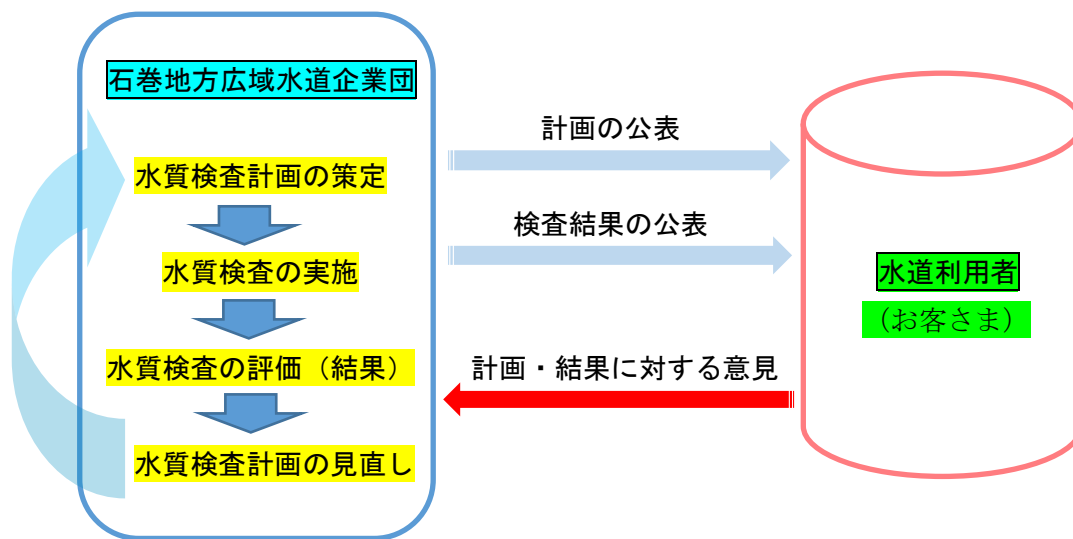 石巻地方広域水道企業団
水質検査計画の策定
水質検査の実施
水質検査の評価（結果）
水質検査計画の見直し
計画の公表
検査結果の公表
計画・結果に対する意見
水道利用者
（お客さま）